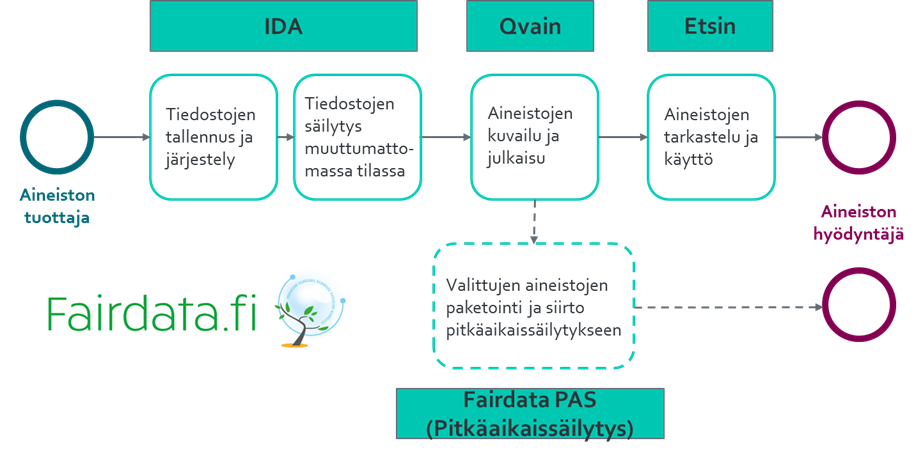 IDA
Qvain
Etsin
Tiedostojen
tallennus ja
järjestely
Tiedostojen
säilytys
muuttumatto-
massa tilassa
Aineistojen
kuvailu ja
julkaisu
Aineistojen
tarkastelu ja
käyttö
Aineiston
tuottaja
Aineiston
hyödyntäjä
Valittujen aineistojen
paketointi ja siirto
pitkäaikaissäilytykseen
Fairdata.fi
Fairdata PAS
(Pitkäaikaissäilytys)